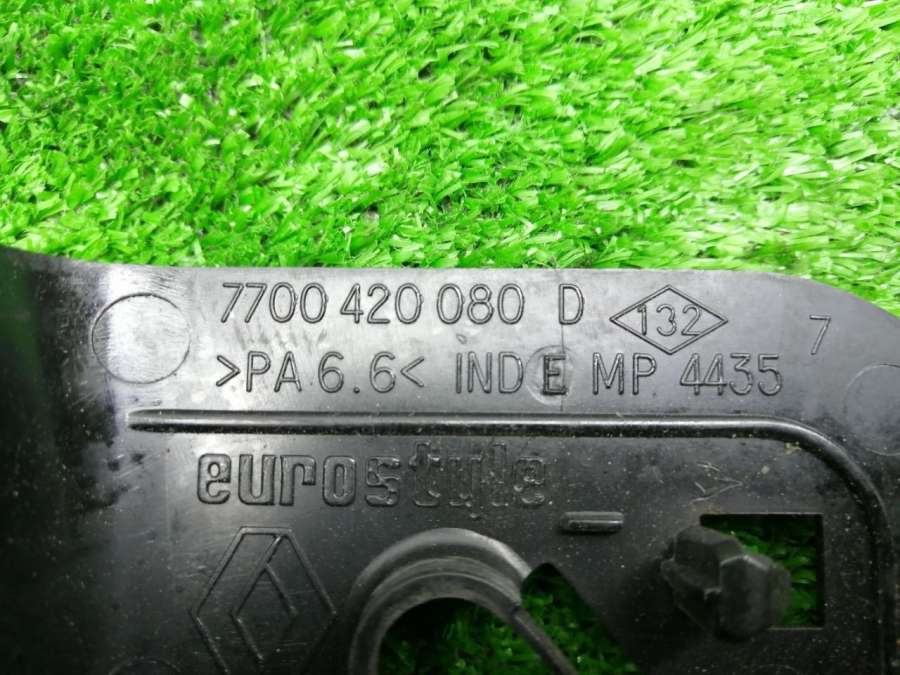 7700 420 080 D 132 7
>PA 6.6< IND E MP 4435
eurostyle